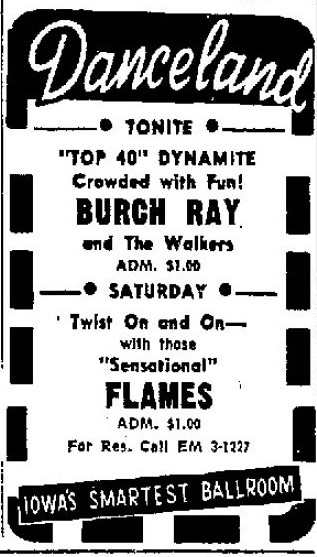 Danceland
TONITE
"TOP 40" DYNAMITE
Crowded with Fun!
BURCH RAY
and The Walkers
ADM. $1.00
SATURDAY
Twist On and On—
with those
"Sensational"
FLAMES
ADM. $1.00
For Res. Call EM 3-1227
IOWA'S SMARTEST BALLROOM